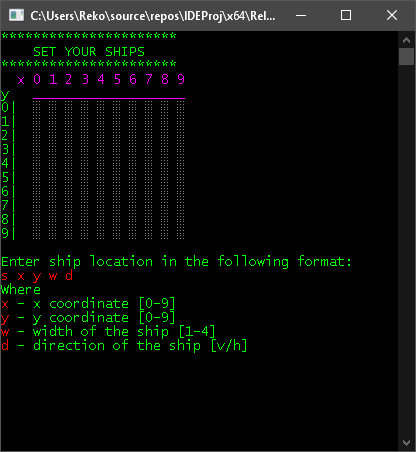 C:\Users\Reko\source\repos\IDEProj\x64\Rel...
**********************
SET YOUR SHIPS
**********************
x 0 1 2 3 4 5 6 7 8 9
y
0|
1|
2|
3|
4|
5|
6|
7|
8|
9|
Enter ship location in the following format:
s x y w d
Where
x - x coordinate [0-9]
y - y coordinate [0-9]
w - width of the ship [1-4]
d - direction of the ship [v/h]